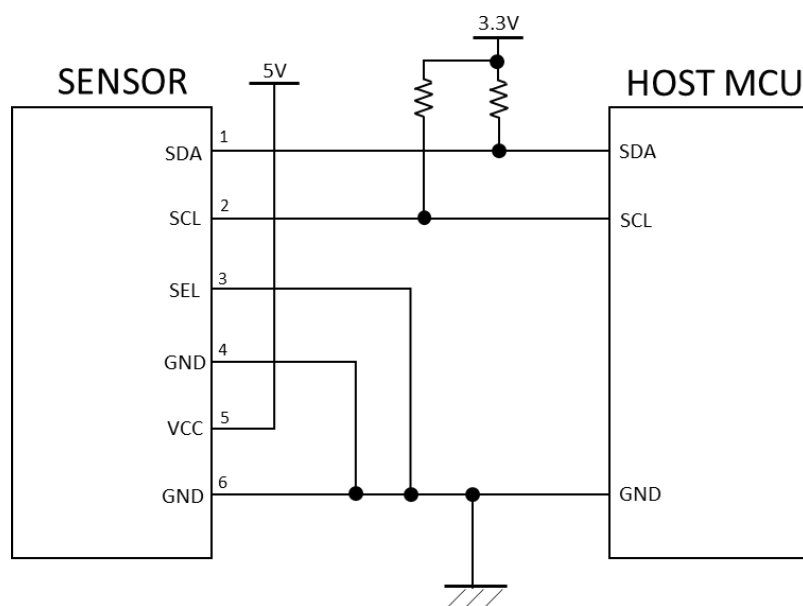 3.3V
5V
SENSOR
HOST MCU
1
SDA
SDA
2
SCL
SCL
3
SEL
4
GND
5
VCC
6
GND
GND